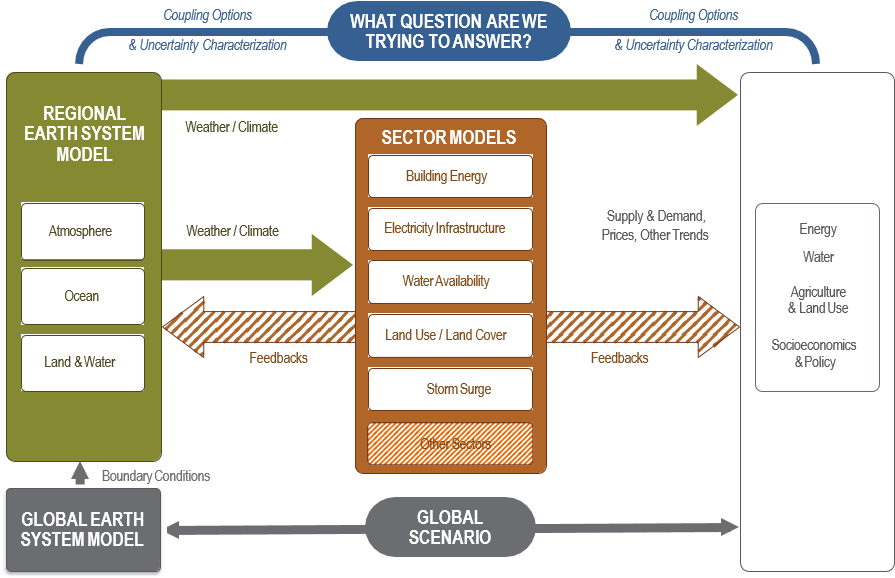 Coupling Options
& Uncertainty Characterization
WHAT QUESTION ARE WE
TRYING TO ANSWER?
Coupling Options
& Uncertainty Characterization
REGIONAL
EARTH SYSTEM
MODEL
Atmosphere
Ocean
Land & Water
Weather / Climate
Weather / Climate
Feedbacks
SECTOR MODELS
Building Energy
Electricity Infrastructure
Water Availability
Land Use / Land Cover
Storm Surge
Other Sectors
Supply & Demand,
Prices, Other Trends
Feedbacks
Energy
Water
Agriculture
& Land Use
Socioeconomics
& Policy
Boundary Conditions
GLOBAL EARTH
SYSTEM MODEL
GLOBAL
SCENARIO